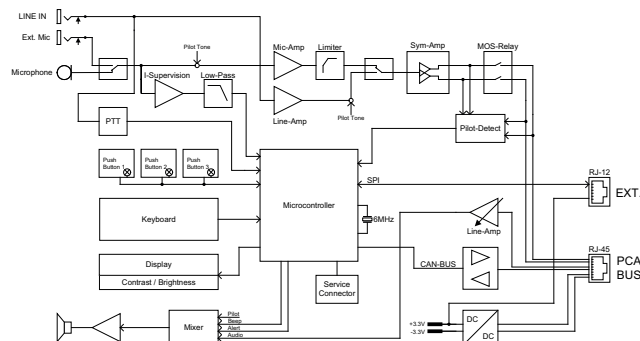 LINE IN
Ext. Mic
Microphone
Pilot Tone
Mic-Amp
Limiter
Sym-Amp
MOS-Relay
I-Supervision
Low-Pass
Line-Amp
Pilot Tone
PTT
Pilot-Detect
Push
Button 1
Push
Button 2
Push
Button 3
Microcontroller
SPI
RJ-12
EXT.
Keyboard
6MHz
Line-Amp
RJ-45
PCA
BUS
Display
Contrast / Brightness
CAN-BUS
Service
Connector
Mixer
Pilot
Beep
Alert
Audio
+3.3V
-3.3V
DC
DC